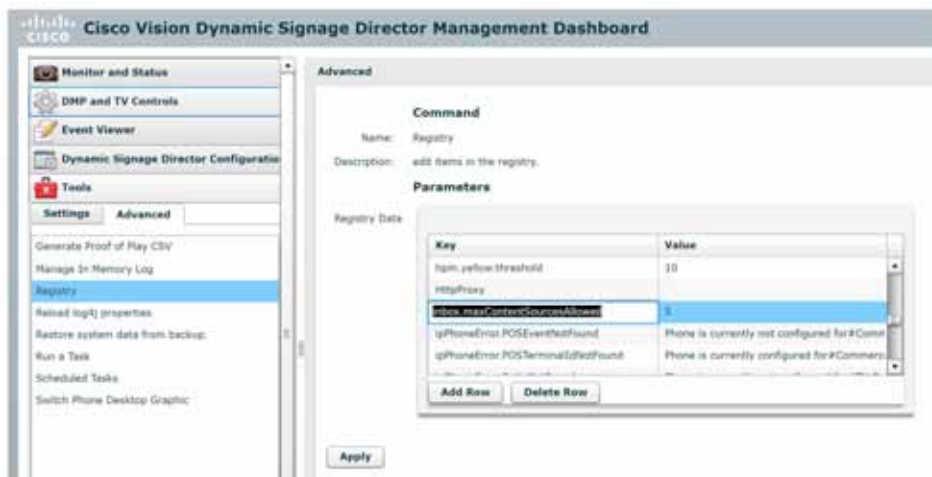 CISCO Cisco Vision Dynamic Signage Director Management Dashboard
Monitor and Status
DMP and TV Controls
Event Viewer
Dynamic Signage Director Configuratio
Tools
Settings Advanced
Generate Proof of Play CSV
Manage In Memory Log
Registry
Reload log4j properties
Restore system data from backup.
Run a Task
Scheduled Tasks
Switch Phone Desktop Graphic
Advanced
Command
Name: Registry
Description: add items in the registry.
Parameters
Registry Data
Key Value
hpm.yellow.threshold 10
HttpProxy
inbox.maxContentSourcesAllowed 5
ipPhoneError.POSEventNotFound Phone is currently not configured for#Comm
ipPhoneError.POSTerminalIdNotFound Phone is currently configured for#Commerc
Add Row Delete Row
Apply